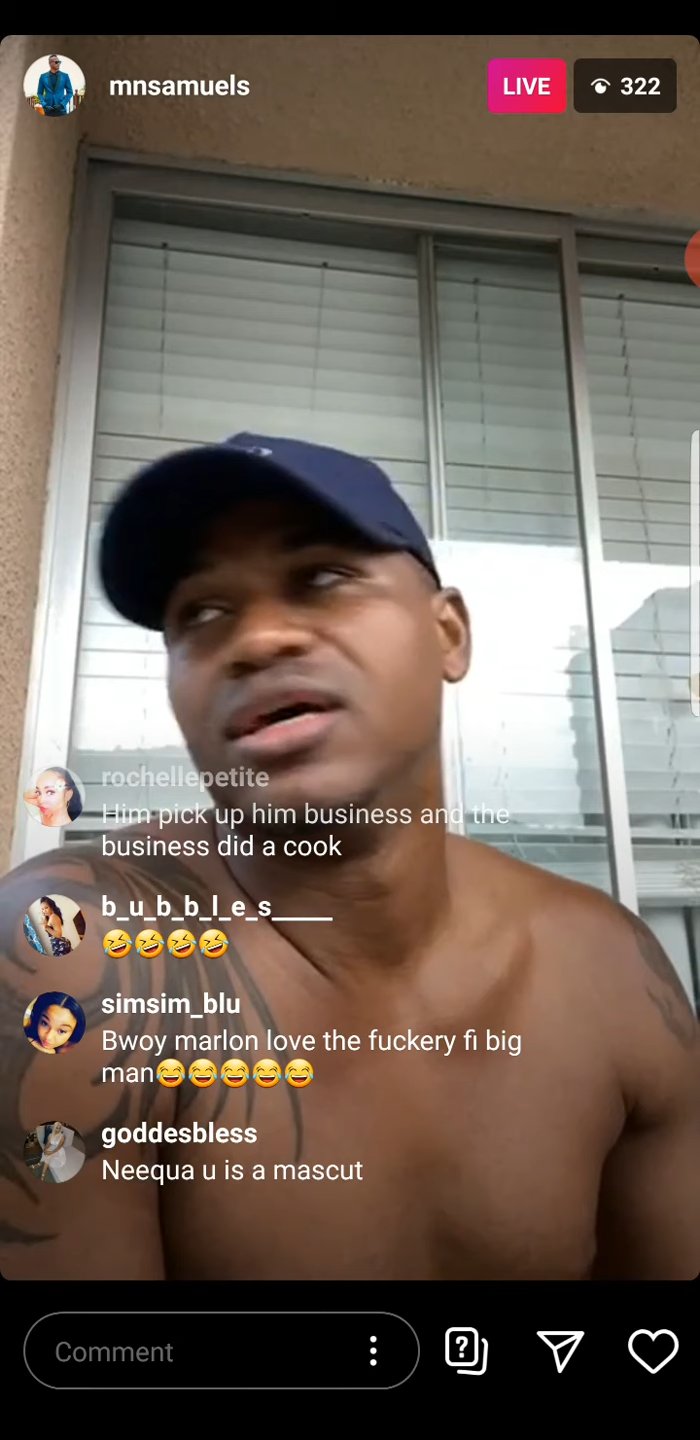 mnsamuels
LIVE
322
rochellepetite
Him pick up him business and the
business did a cook
b_u_b_b_l_e_s_____
🤣🤣🤣🤣
simsim_blu
Bwoy marlon love the fuckery fi big
man😂😂😂😂😂
goddesbless
Neequa u is a mascut
Comment